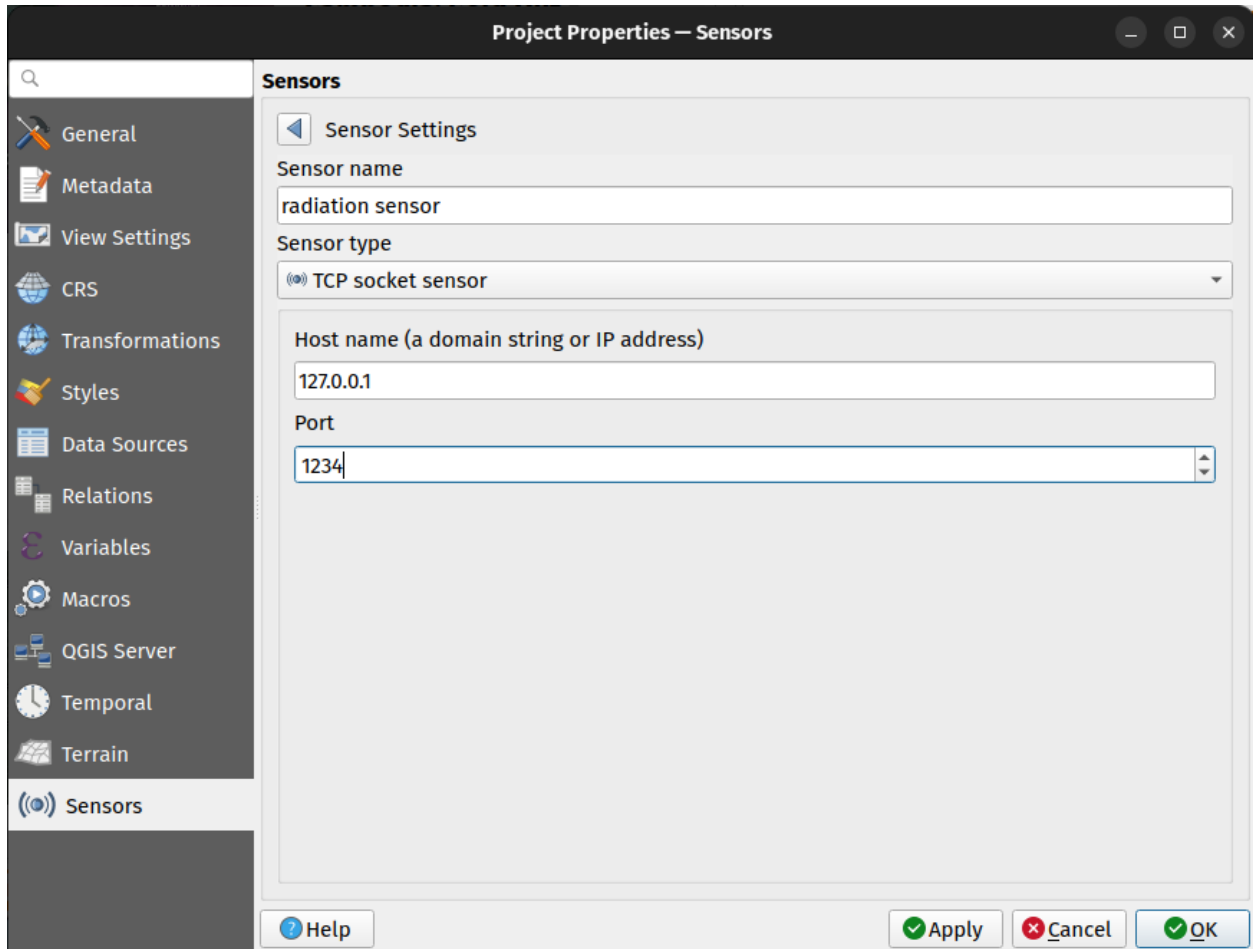 Project Properties — Sensors
Sensors
General
Metadata
View Settings
CRS
Transformations
Styles
Data Sources
Relations
Variables
Macros
QGIS Server
Temporal
Terrain
Sensors
Sensor Settings
Sensor name
radiation sensor
Sensor type
TCP socket sensor
Host name (a domain string or IP address)
127.0.0.1
Port
1234
Help
Apply
Cancel
OK